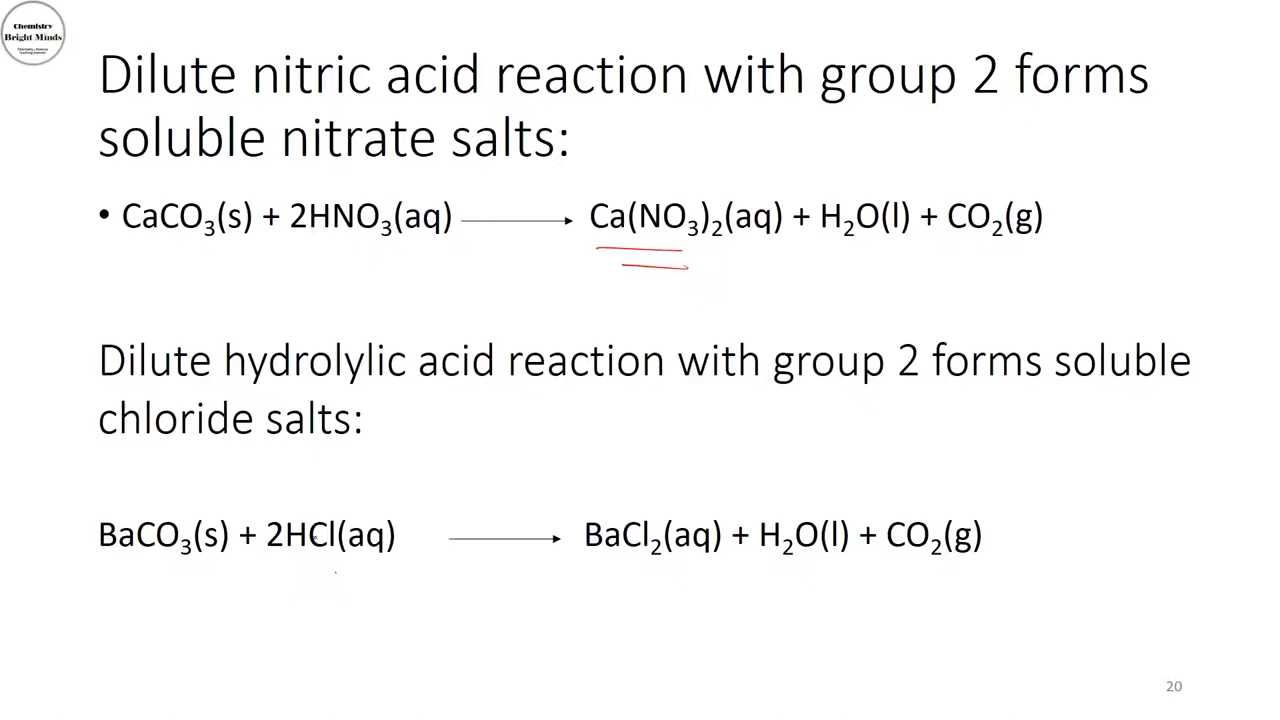 Chemistry
Bright Minds
Dilute nitric acid reaction with group 2 forms
soluble nitrate salts:
• CaCO₃(s) + 2HNO₃(aq) ⟶ Ca(NO₃)₂(aq) + H₂O(l) + CO₂(g)
Dilute hydrolylic acid reaction with group 2 forms soluble
chloride salts:
BaCO₃(s) + 2HCl(aq) ⟶ BaCl₂(aq) + H₂O(l) + CO₂(g)
20